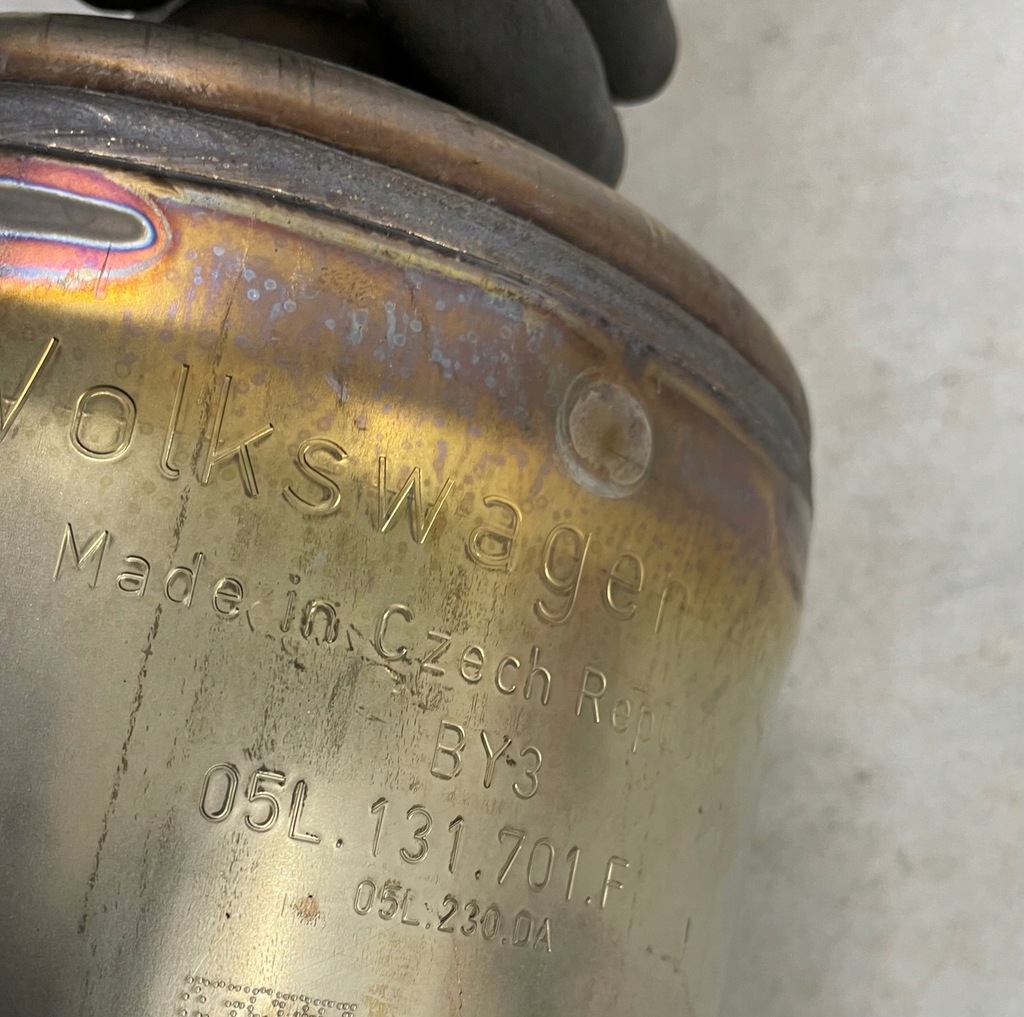 Volkswagen
Made in Czech Rep
BY3
05L.131.701.F
05L.230.DA